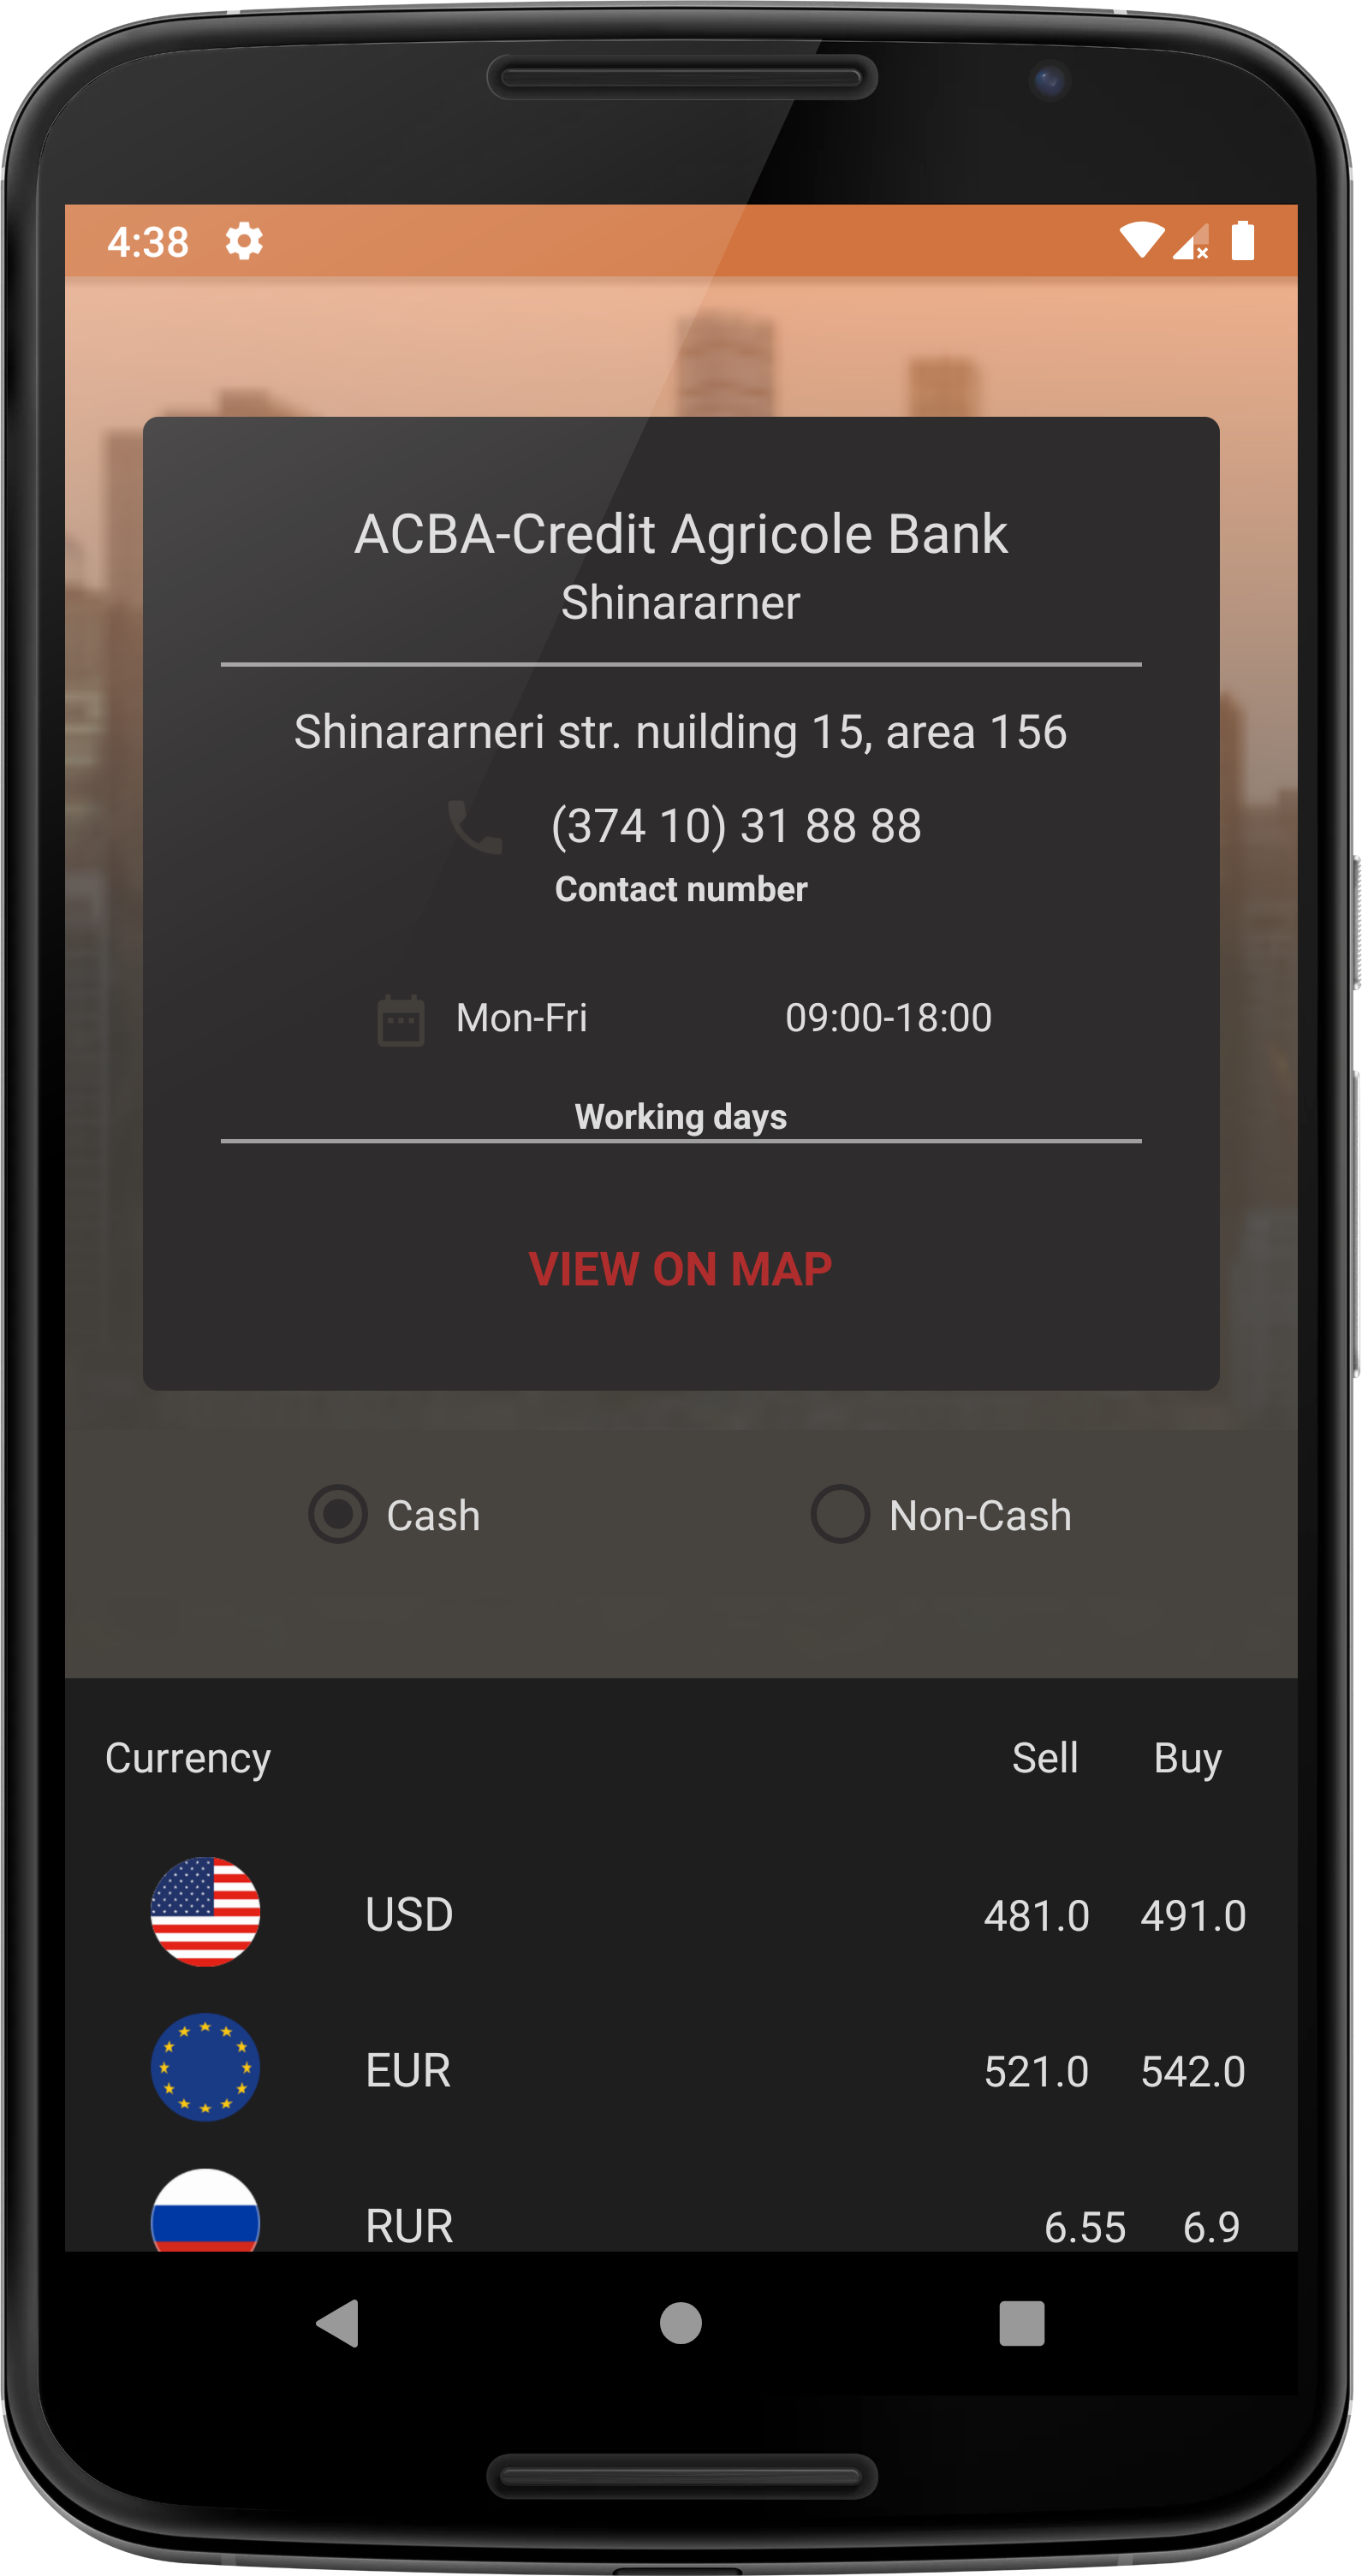 4:38
ACBA-Credit Agricole Bank
Shinararner
Shinararneri str. nuilding 15, area 156
(374 10) 31 88 88
Contact number
Mon-Fri 09:00-18:00
Working days
VIEW ON MAP
Cash Non-Cash
Currency Sell Buy
USD 481.0 491.0
EUR 521.0 542.0
RUR 6.55 6.9